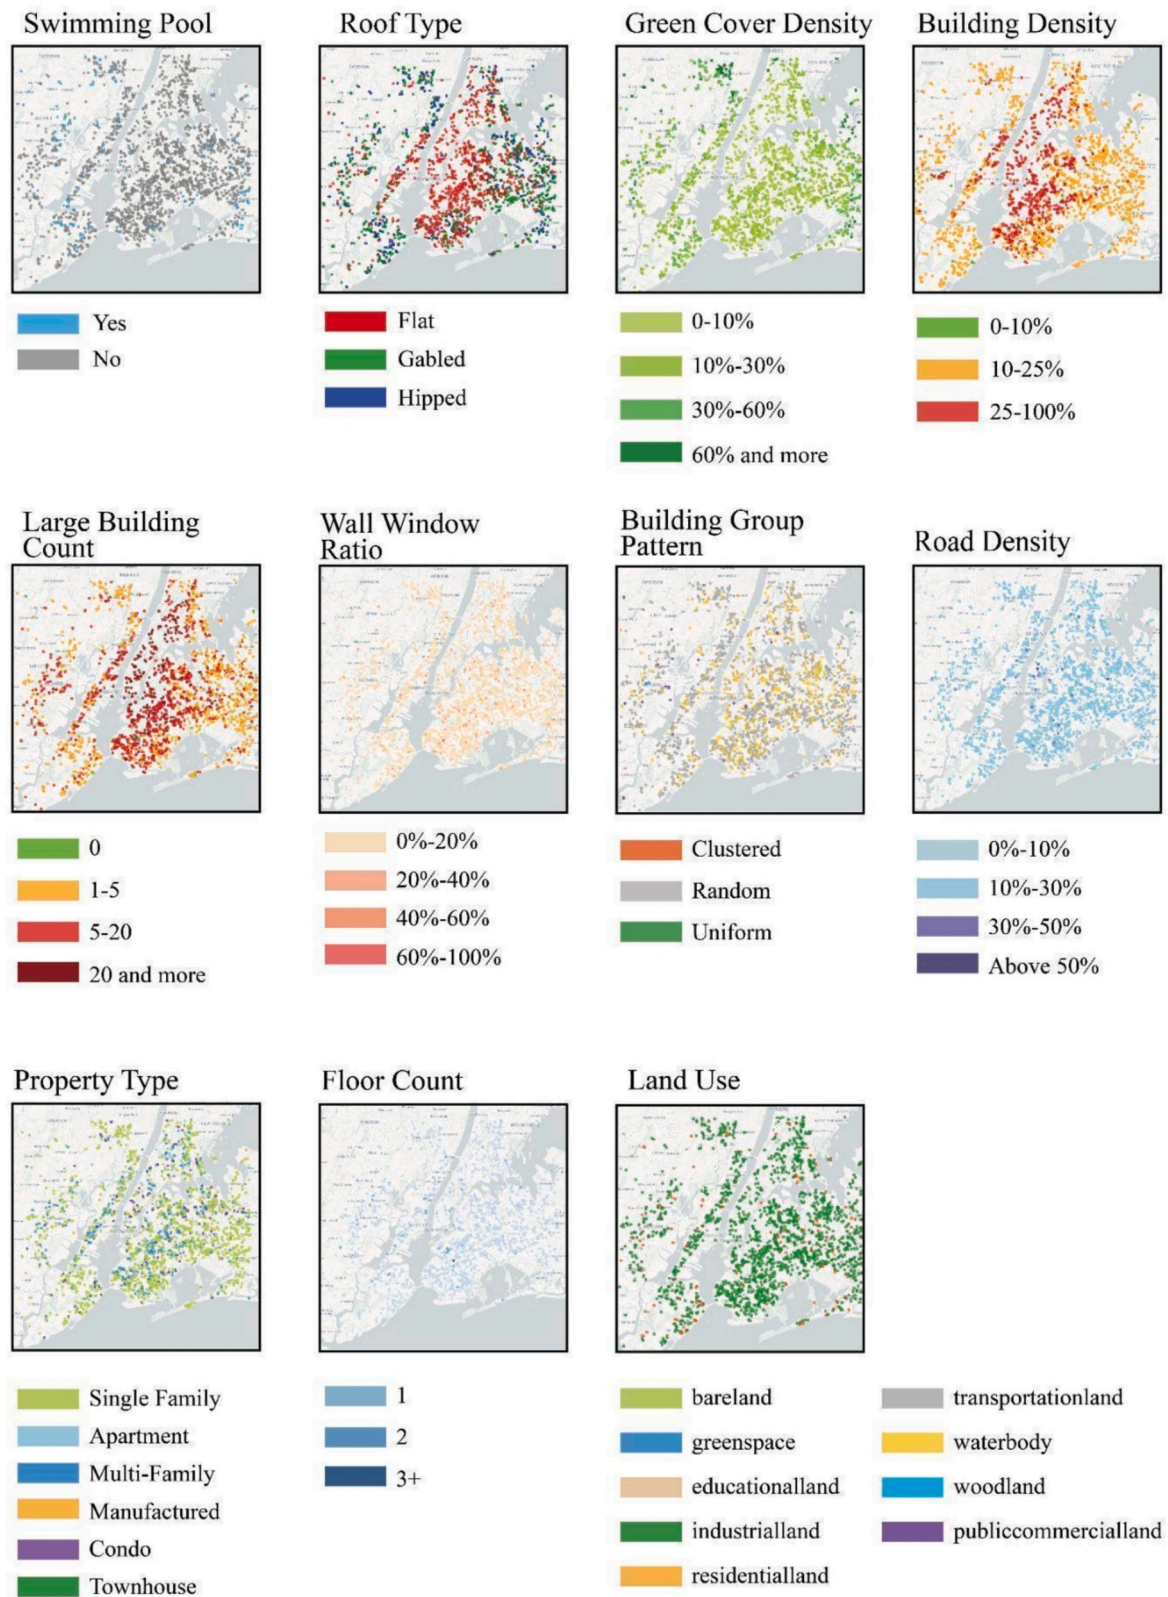 Swimming Pool
Roof Type
Green Cover Density
Building Density
Yes
No
Flat
Gabled
Hipped
0-10%
10%-30%
30%-60%
60% and more
0-10%
10-25%
25-100%
Large Building
Count
Wall Window
Ratio
Building Group
Pattern
Road Density
0
1-5
5-20
20 and more
0%-20%
20%-40%
40%-60%
60%-100%
Clustered
Random
Uniform
0%-10%
10%-30%
30%-50%
Above 50%
Property Type
Floor Count
Land Use
Single Family
Apartment
Multi-Family
Manufactured
Condo
Townhouse
1
2
3+
bareland
greenspace
educationalland
industrialland
residentialland
transportationland
waterbody
woodland
publiccommercialland